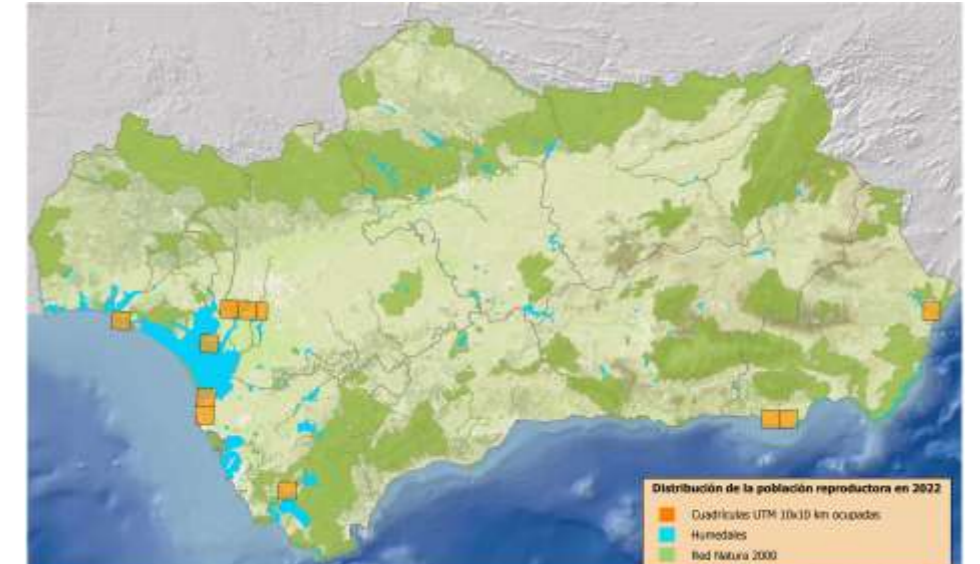 Distribución de la población reproductora en 2022
Cuadrículas UTM 10x10 km ocupadas
Humedales
Red Natura 2000